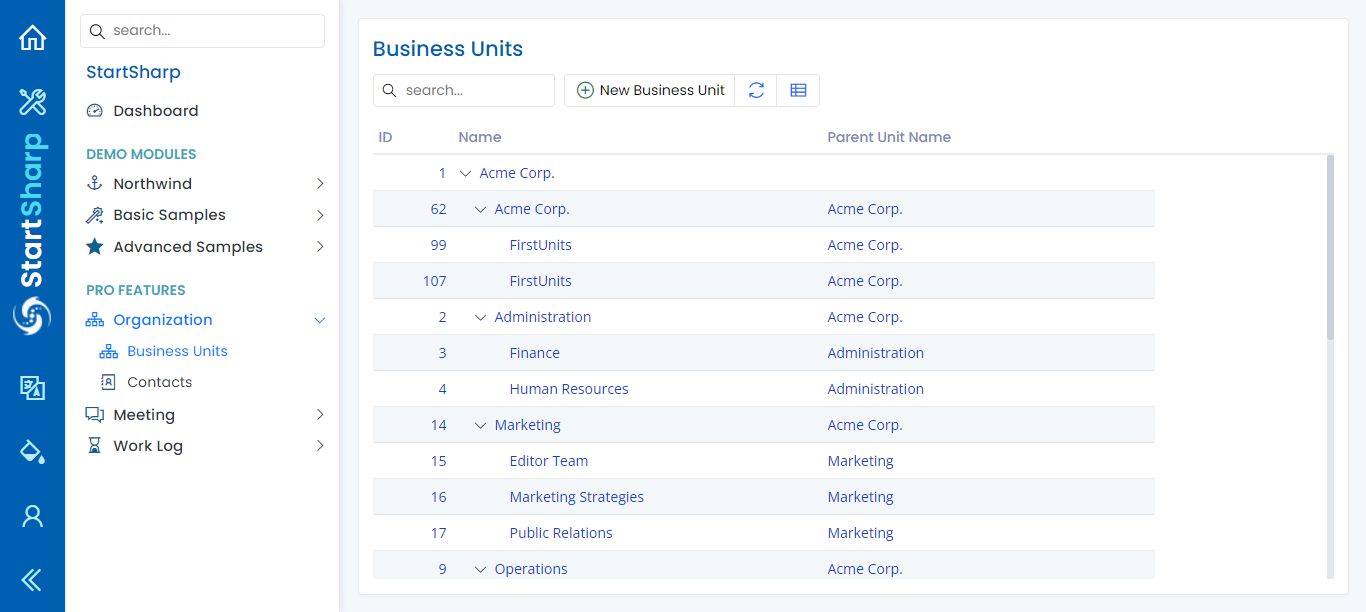 StartSharp
search...
StartSharp
Dashboard
DEMO MODULES
Northwind
Basic Samples
Advanced Samples
PRO FEATURES
Organization
Business Units
Contacts
Meeting
Work Log
Business Units
search...
New Business Unit
ID Name Parent Unit Name
1 Acme Corp.
62 Acme Corp. Acme Corp.
99 FirstUnits Acme Corp.
107 FirstUnits Acme Corp.
2 Administration Acme Corp.
3 Finance Administration
4 Human Resources Administration
14 Marketing Acme Corp.
15 Editor Team Marketing
16 Marketing Strategies Marketing
17 Public Relations Marketing
9 Operations Acme Corp.